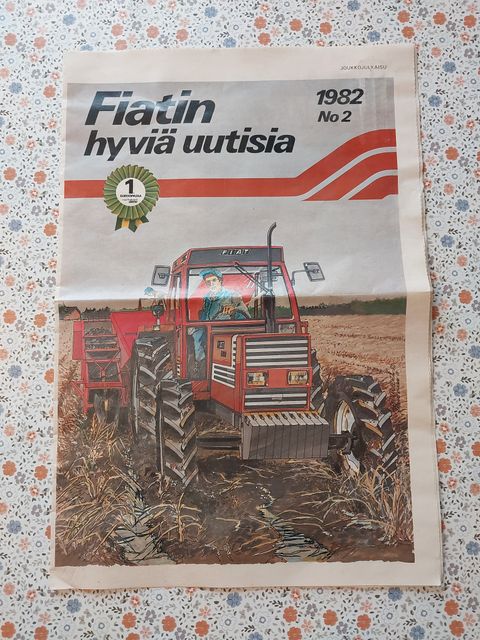 JOUKKOJULKAISU
Fiatin
hyviä uutisia
1982
No 2
1
FIAT